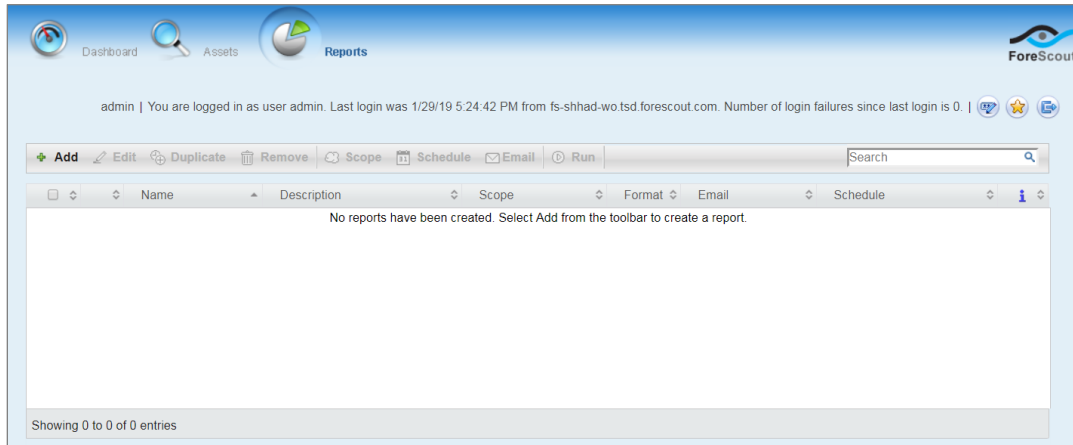 Dashboard Assets Reports
ForeScout
admin | You are logged in as user admin. Last login was 1/29/19 5:24:42 PM from fs-shhad-wo.tsd.forescout.com. Number of login failures since last login is 0. |
Add Edit Duplicate Remove Scope Schedule Email Run Search
Name Description Scope Format Email Schedule i
No reports have been created. Select Add from the toolbar to create a report.
Showing 0 to 0 of 0 entries